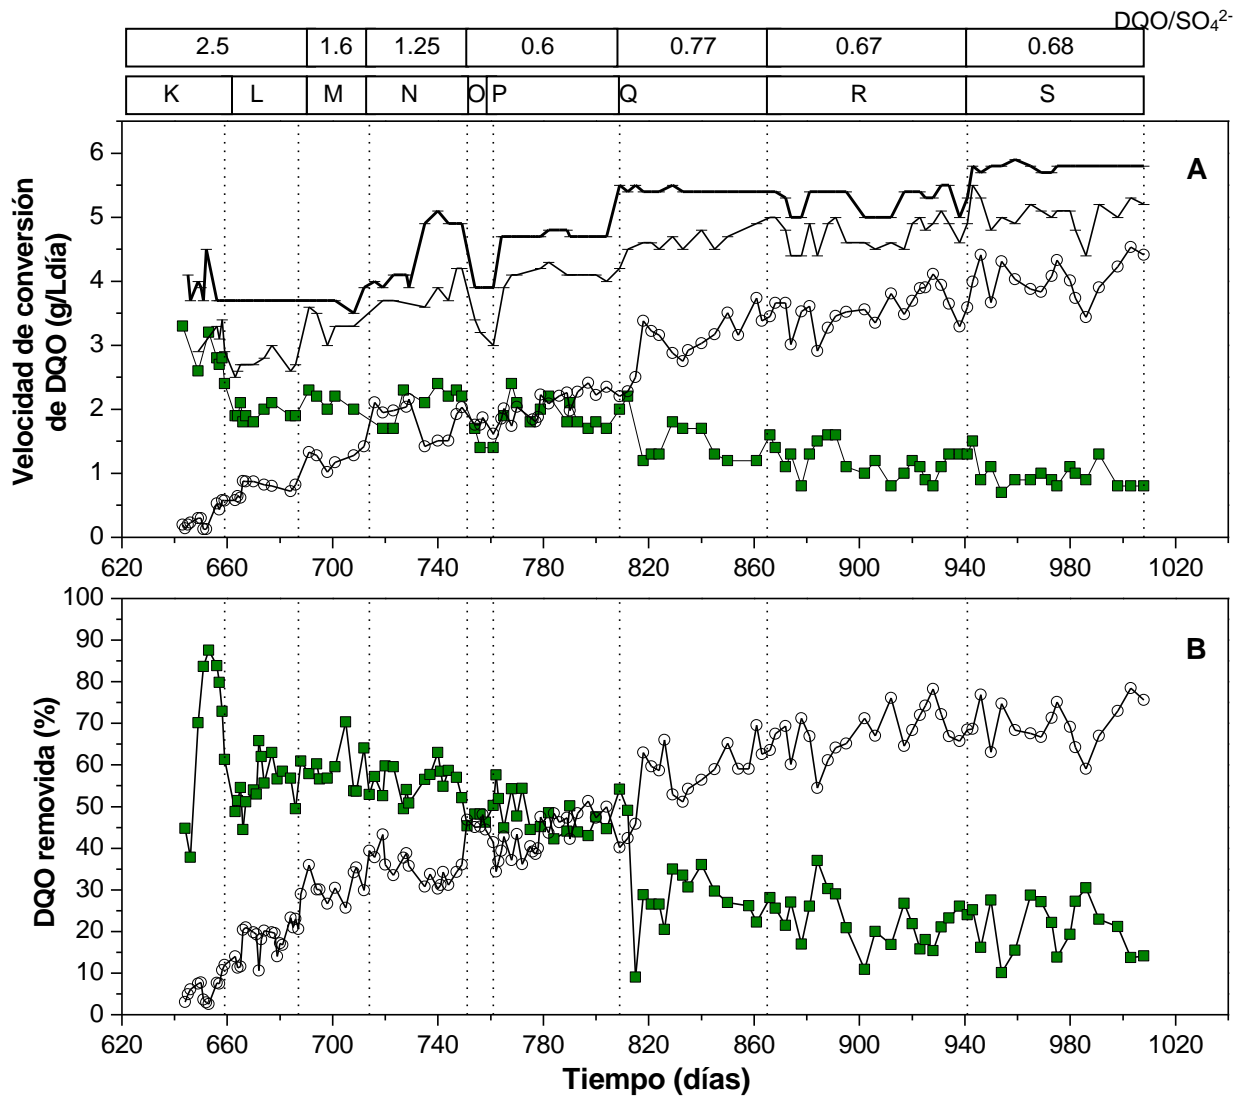 DQO/SO₄²⁻
2.5 1.6 1.25 0.6 0.77 0.67 0.68
K L M N O P Q R S
A
Velocidad de conversión
de DQO (g/Ldía)
6
5
4
3
2
1
0
620 660 700 740 780 820 860 900 940 980 1020
B
DQO removida (%)
100
90
80
70
60
50
40
30
20
10
0
620 660 700 740 780 820 860 900 940 980 1020
Tiempo (días)